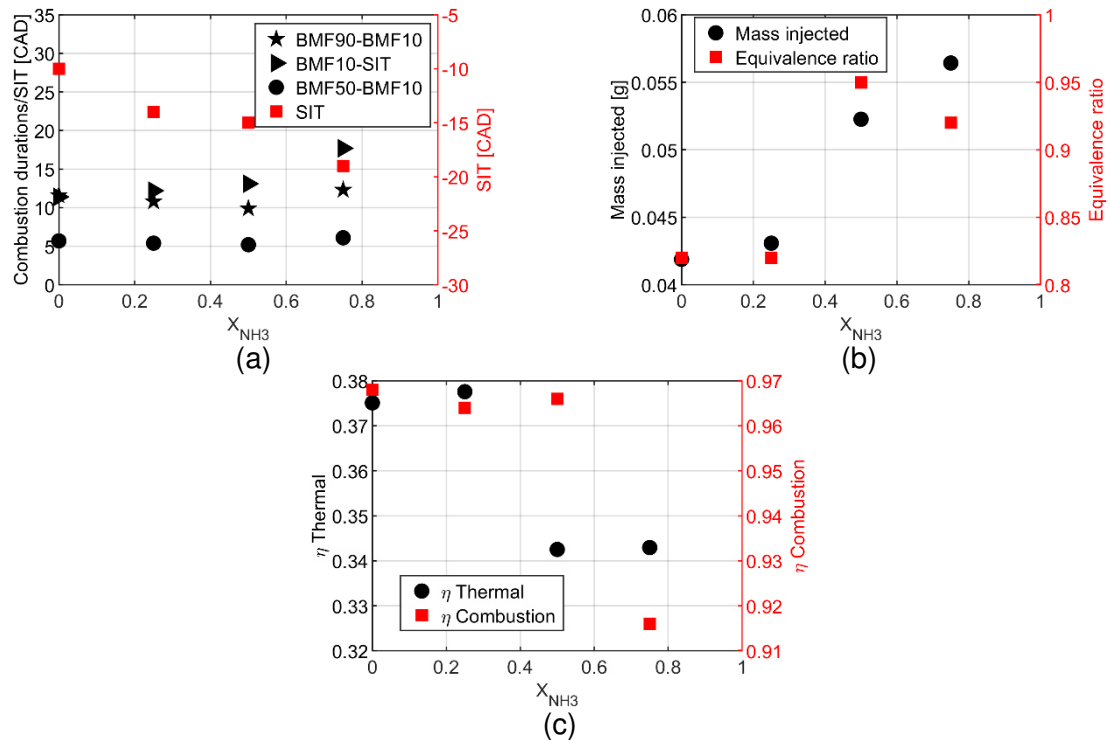 35
30
25
20
15
10
5
0
Combustion durations/SIT [CAD]
BMF90-BMF10
BMF10-SIT
BMF50-BMF10
SIT
-5
-10
-15
-20
-25
-30
SIT [CAD]
0 0.2 0.4 0.6 0.8 1
X_NH3
(a)
0.06
0.055
0.05
0.045
0.04
Mass injected [g]
Mass injected
Equivalence ratio
1
0.95
0.9
0.85
0.8
Equivalence ratio
0 0.2 0.4 0.6 0.8 1
X_NH3
(b)
0.38
0.37
0.36
0.35
0.34
0.33
0.32
η Thermal
η Thermal
η Combustion
0.97
0.96
0.95
0.94
0.93
0.92
0.91
η Combustion
0 0.2 0.4 0.6 0.8 1
X_NH3
(c)